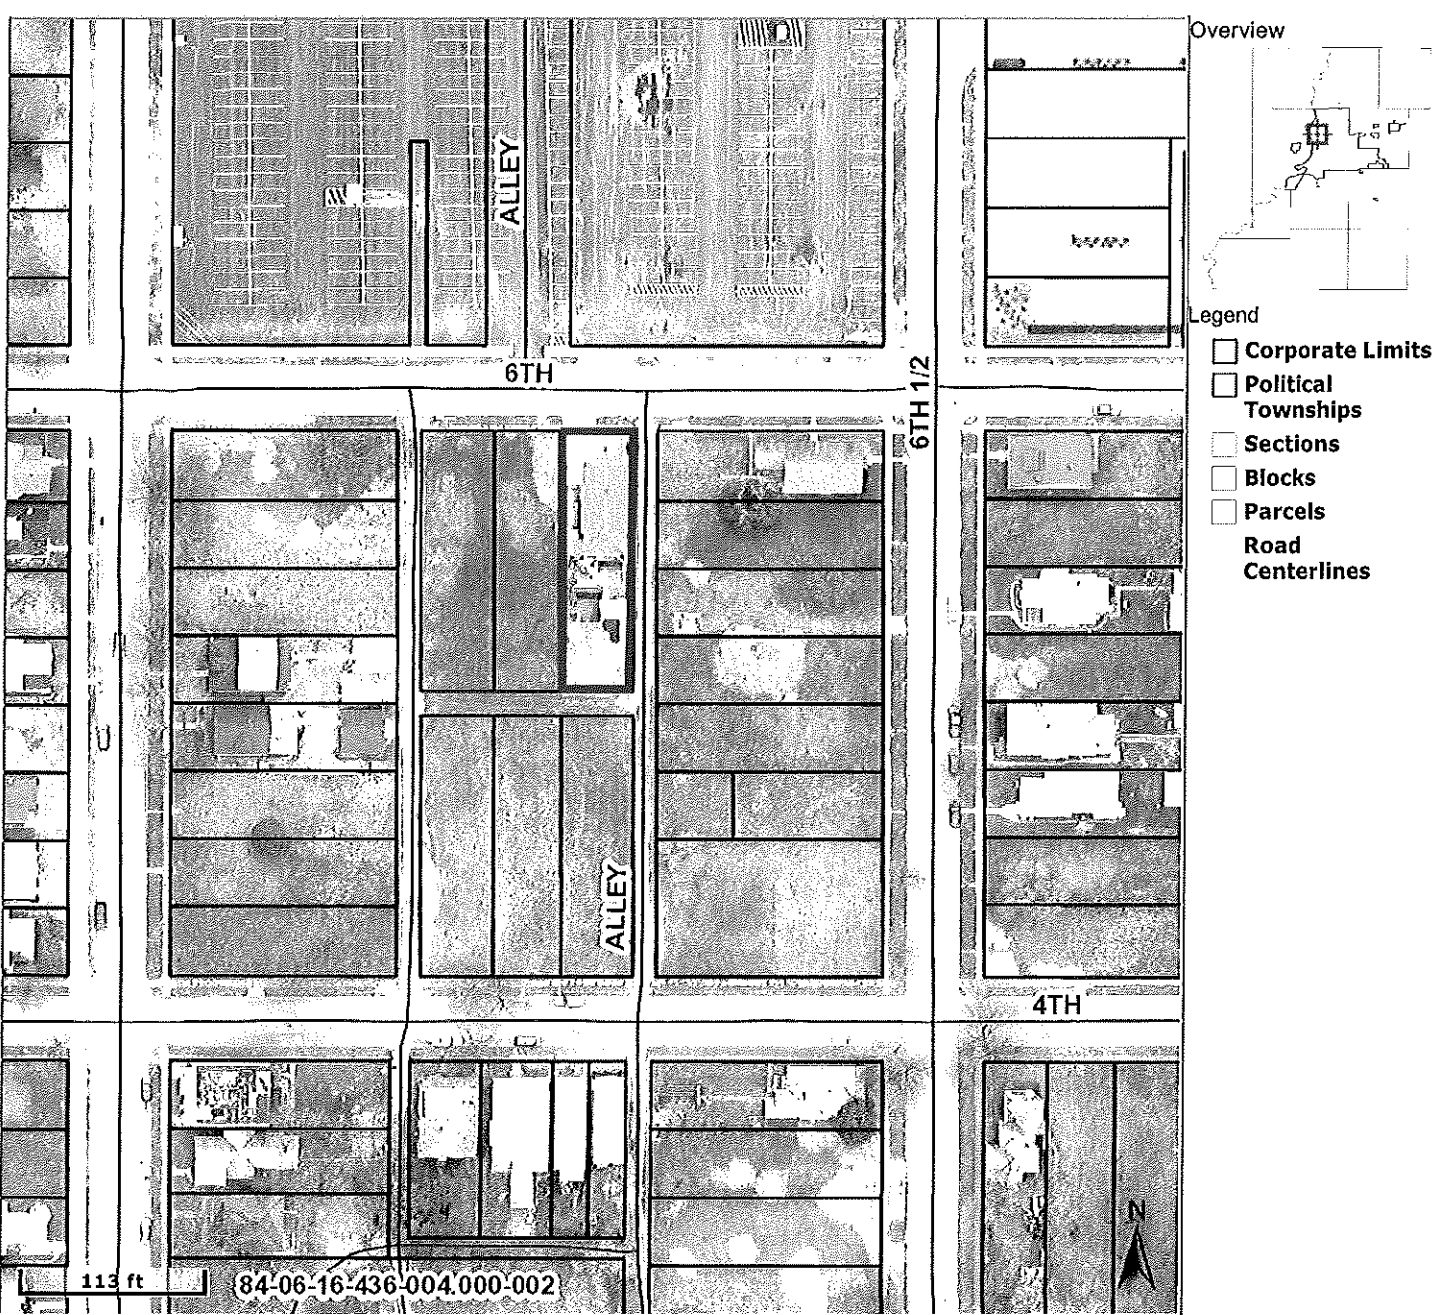 Overview
Legend
Corporate Limits
Political
Townships
Sections
Blocks
Parcels
Road
Centerlines
ALLEY
6TH
6TH 1/2
ALLEY
4TH
N
113 ft
84-06-16-436-004.000-002